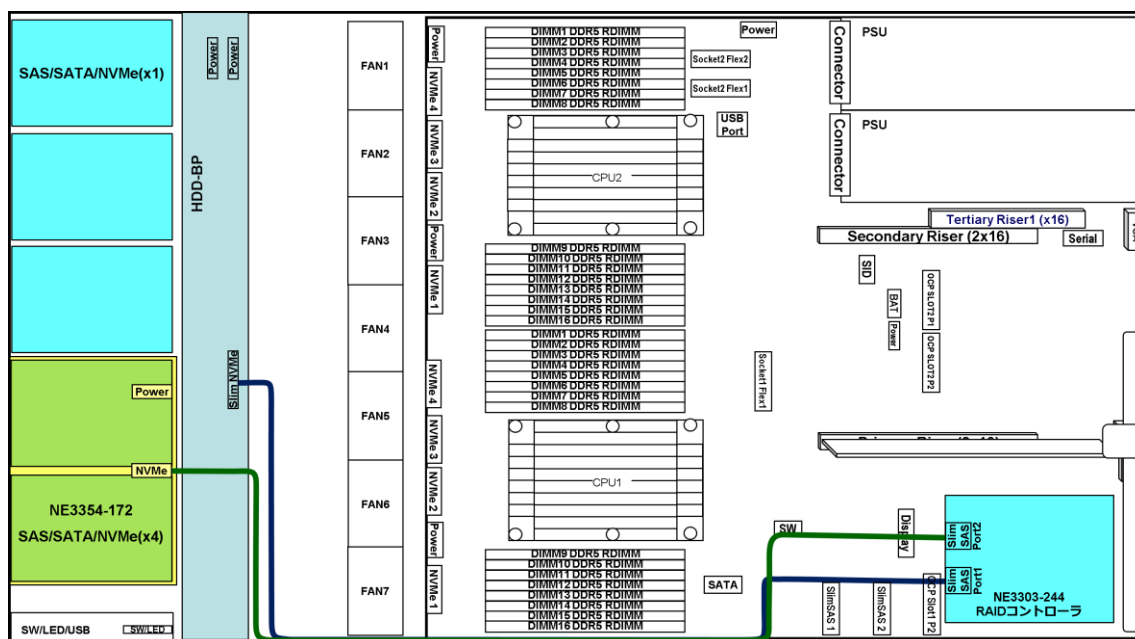 SAS/SATA/NVMe(x1)
Power
Power
HDD-BP
Slim NVMe
Power
NVMe
NE3354-172
SAS/SATA/NVMe(x4)
SW/LED/USB
SW/LED
FAN1
FAN2
FAN3
FAN4
FAN5
FAN6
FAN7
Power
NVMe 4
NVMe 3
NVMe 2
Power
NVMe 1
NVMe 4
NVMe 3
NVMe 2
Power
NVMe 1
DIMM1 DDR5 RDIMM
DIMM2 DDR5 RDIMM
DIMM3 DDR5 RDIMM
DIMM4 DDR5 RDIMM
DIMM5 DDR5 RDIMM
DIMM6 DDR5 RDIMM
DIMM7 DDR5 RDIMM
DIMM8 DDR5 RDIMM
CPU2
DIMM9 DDR5 RDIMM
DIMM10 DDR5 RDIMM
DIMM11 DDR5 RDIMM
DIMM12 DDR5 RDIMM
DIMM13 DDR5 RDIMM
DIMM14 DDR5 RDIMM
DIMM15 DDR5 RDIMM
DIMM16 DDR5 RDIMM
DIMM1 DDR5 RDIMM
DIMM2 DDR5 RDIMM
DIMM3 DDR5 RDIMM
DIMM4 DDR5 RDIMM
DIMM5 DDR5 RDIMM
DIMM6 DDR5 RDIMM
DIMM7 DDR5 RDIMM
DIMM8 DDR5 RDIMM
CPU1
DIMM9 DDR5 RDIMM
DIMM10 DDR5 RDIMM
DIMM11 DDR5 RDIMM
DIMM12 DDR5 RDIMM
DIMM13 DDR5 RDIMM
DIMM14 DDR5 RDIMM
DIMM15 DDR5 RDIMM
DIMM16 DDR5 RDIMM
Power
Socket2 Flex2
Socket2 Flex1
USB
Port
Connector
PSU
Connector
PSU
Tertiary Riser1 (x16)
Secondary Riser (2x16)
Serial
SID
BAT
Power
OCP SLOT2 P1
OCP SLOT2 P2
Socket1 Flex1
SW
Display
SATA
SlimSAS 1
SlimSAS 2
OCP Slot1 P2
Slim
SAS
Port2
Slim
SAS
Port1
NE3303-244
RAIDコントローラ